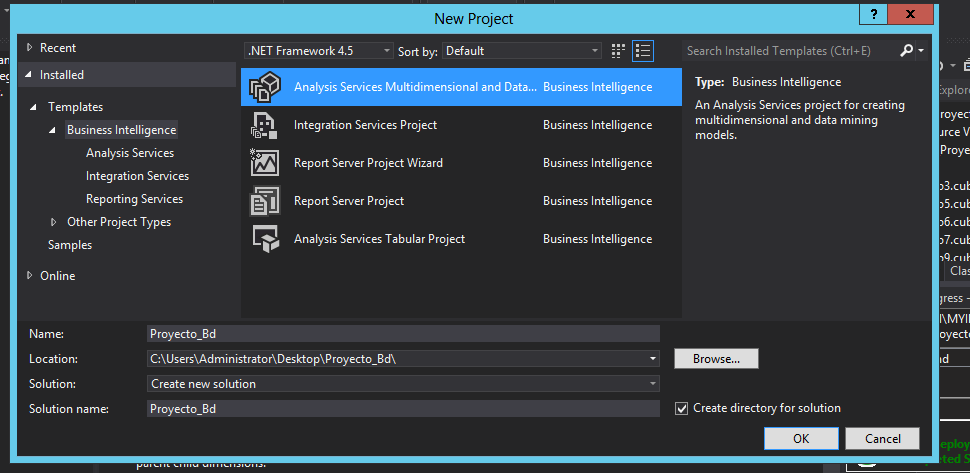 New Project
? x
Recent
.NET Framework 4.5 Sort by: Default
Search Installed Templates (Ctrl+E)
Installed
Templates
Business Intelligence
Analysis Services
Integration Services
Reporting Services
Other Project Types
Samples
Online
Analysis Services Multidimensional and Data... Business Intelligence
Integration Services Project Business Intelligence
Report Server Project Wizard Business Intelligence
Report Server Project Business Intelligence
Analysis Services Tabular Project Business Intelligence
Type: Business Intelligence
An Analysis Services project for creating
multidimensional and data mining
models.
Name: Proyecto_Bd
Location: C:\Users\Administrator\Desktop\Proyecto_Bd\
Browse...
Solution: Create new solution
Solution name: Proyecto_Bd
Create directory for solution
OK Cancel
parent child dimensions.